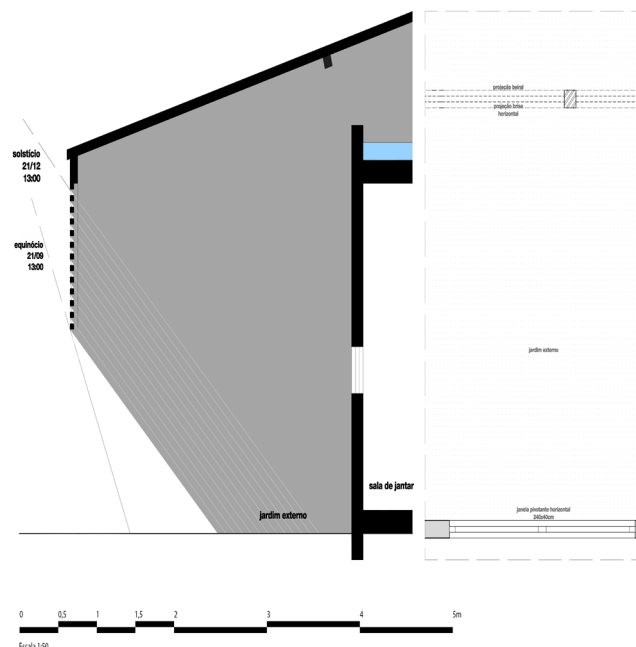 projeção beiral
projeção brise
horizontal
solstício
21/12
13:00
equinócio
21/09
13:00
jardim externo
sala de jantar
janela pivotante horizontal
240x40cm
jardim externo
0 0,5 1 1,5 2 3 4 5m
Escala 1:50